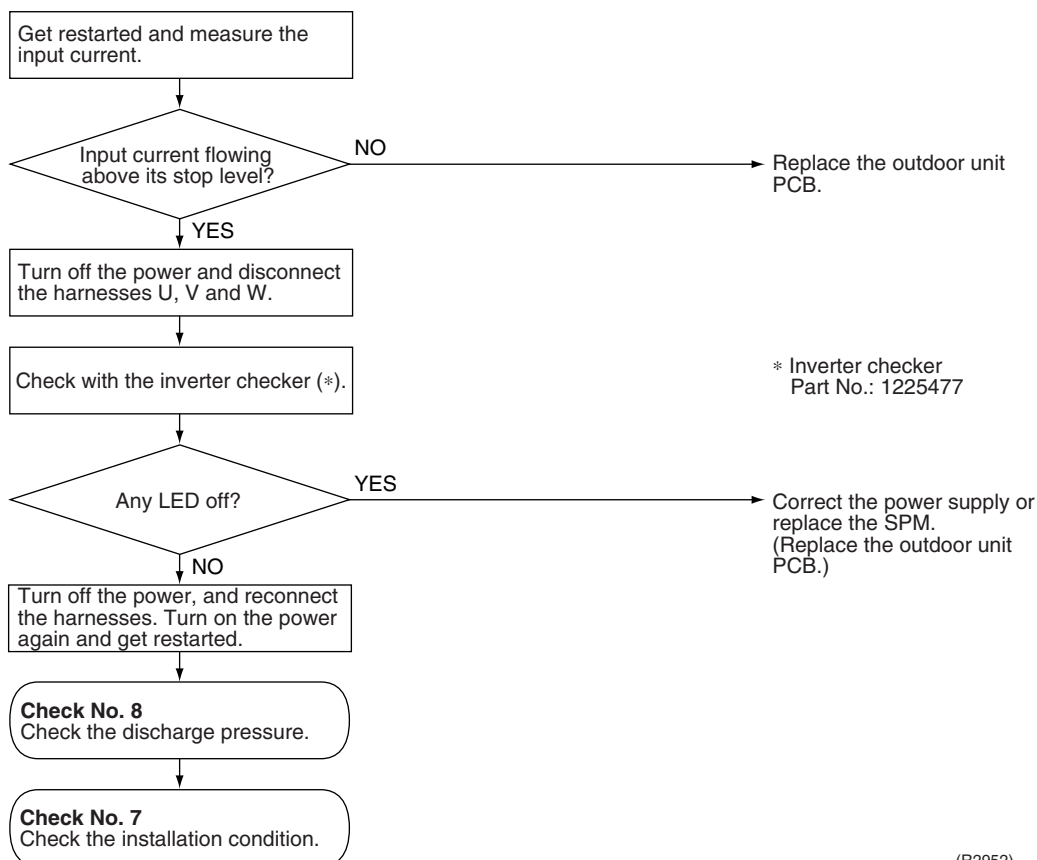 Get restarted and measure the
input current.
Input current flowing
above its stop level?
NO
Replace the outdoor unit
PCB.
YES
Turn off the power and disconnect
the harnesses U, V and W.
Check with the inverter checker (*).
* Inverter checker
Part No.: 1225477
Any LED off?
YES
Correct the power supply or
replace the SPM.
(Replace the outdoor unit
PCB.)
NO
Turn off the power, and reconnect
the harnesses. Turn on the power
again and get restarted.
Check No. 8
Check the discharge pressure.
Check No. 7
Check the installation condition.